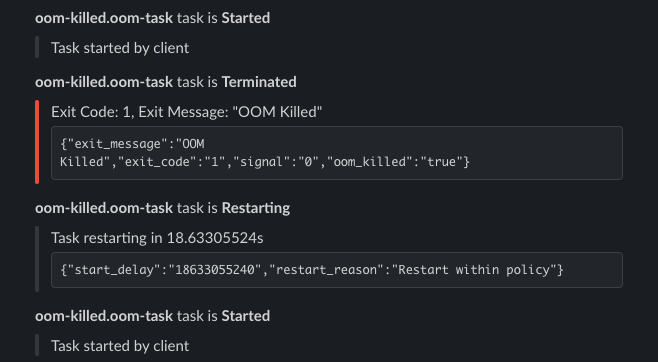 oom-killed.oom-task task is Started
Task started by client
oom-killed.oom-task task is Terminated
Exit Code: 1, Exit Message: "OOM Killed"
{"exit_message":"OOM
Killed","exit_code":"1","signal":"0","oom_killed":"true"}
oom-killed.oom-task task is Restarting
Task restarting in 18.63305524s
{"start_delay":"18633055240","restart_reason":"Restart within policy"}
oom-killed.oom-task task is Started
Task started by client